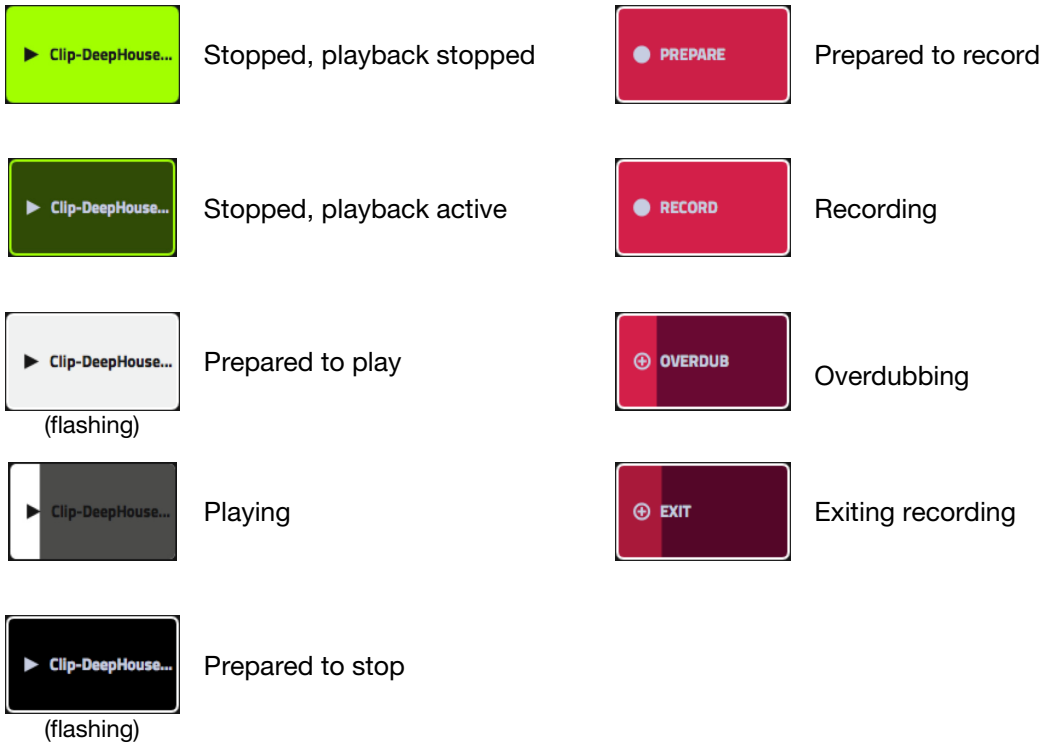 Clip-DeepHouse...
Stopped, playback stopped
Clip-DeepHouse...
Stopped, playback active
Clip-DeepHouse...
Prepared to play
(flashing)
Clip-DeepHouse...
Playing
Clip-DeepHouse...
Prepared to stop
(flashing)
PREPARE
Prepared to record
RECORD
Recording
OVERDUB
Overdubbing
EXIT
Exiting recording